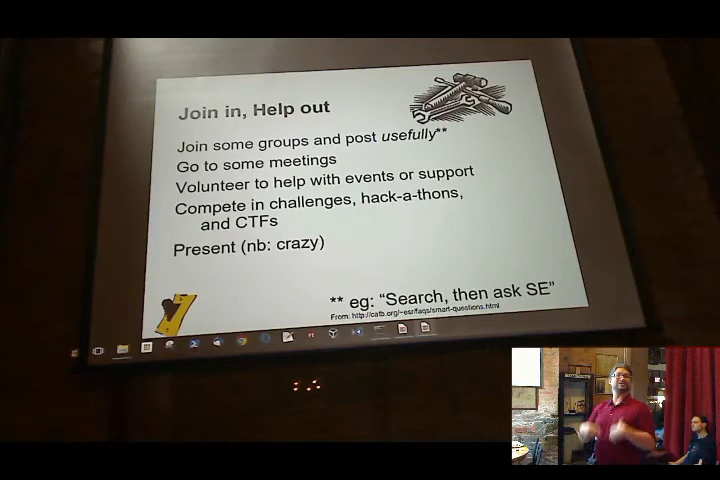 Join in, Help out
Join some groups and post usefully**
Go to some meetings
Volunteer to help with events or support
Compete in challenges, hack-a-thons,
and CTFs
Present (nb: crazy)
** eg: “Search, then ask SE”
From: http://catb.org/~esr/faqs/smart-questions.html